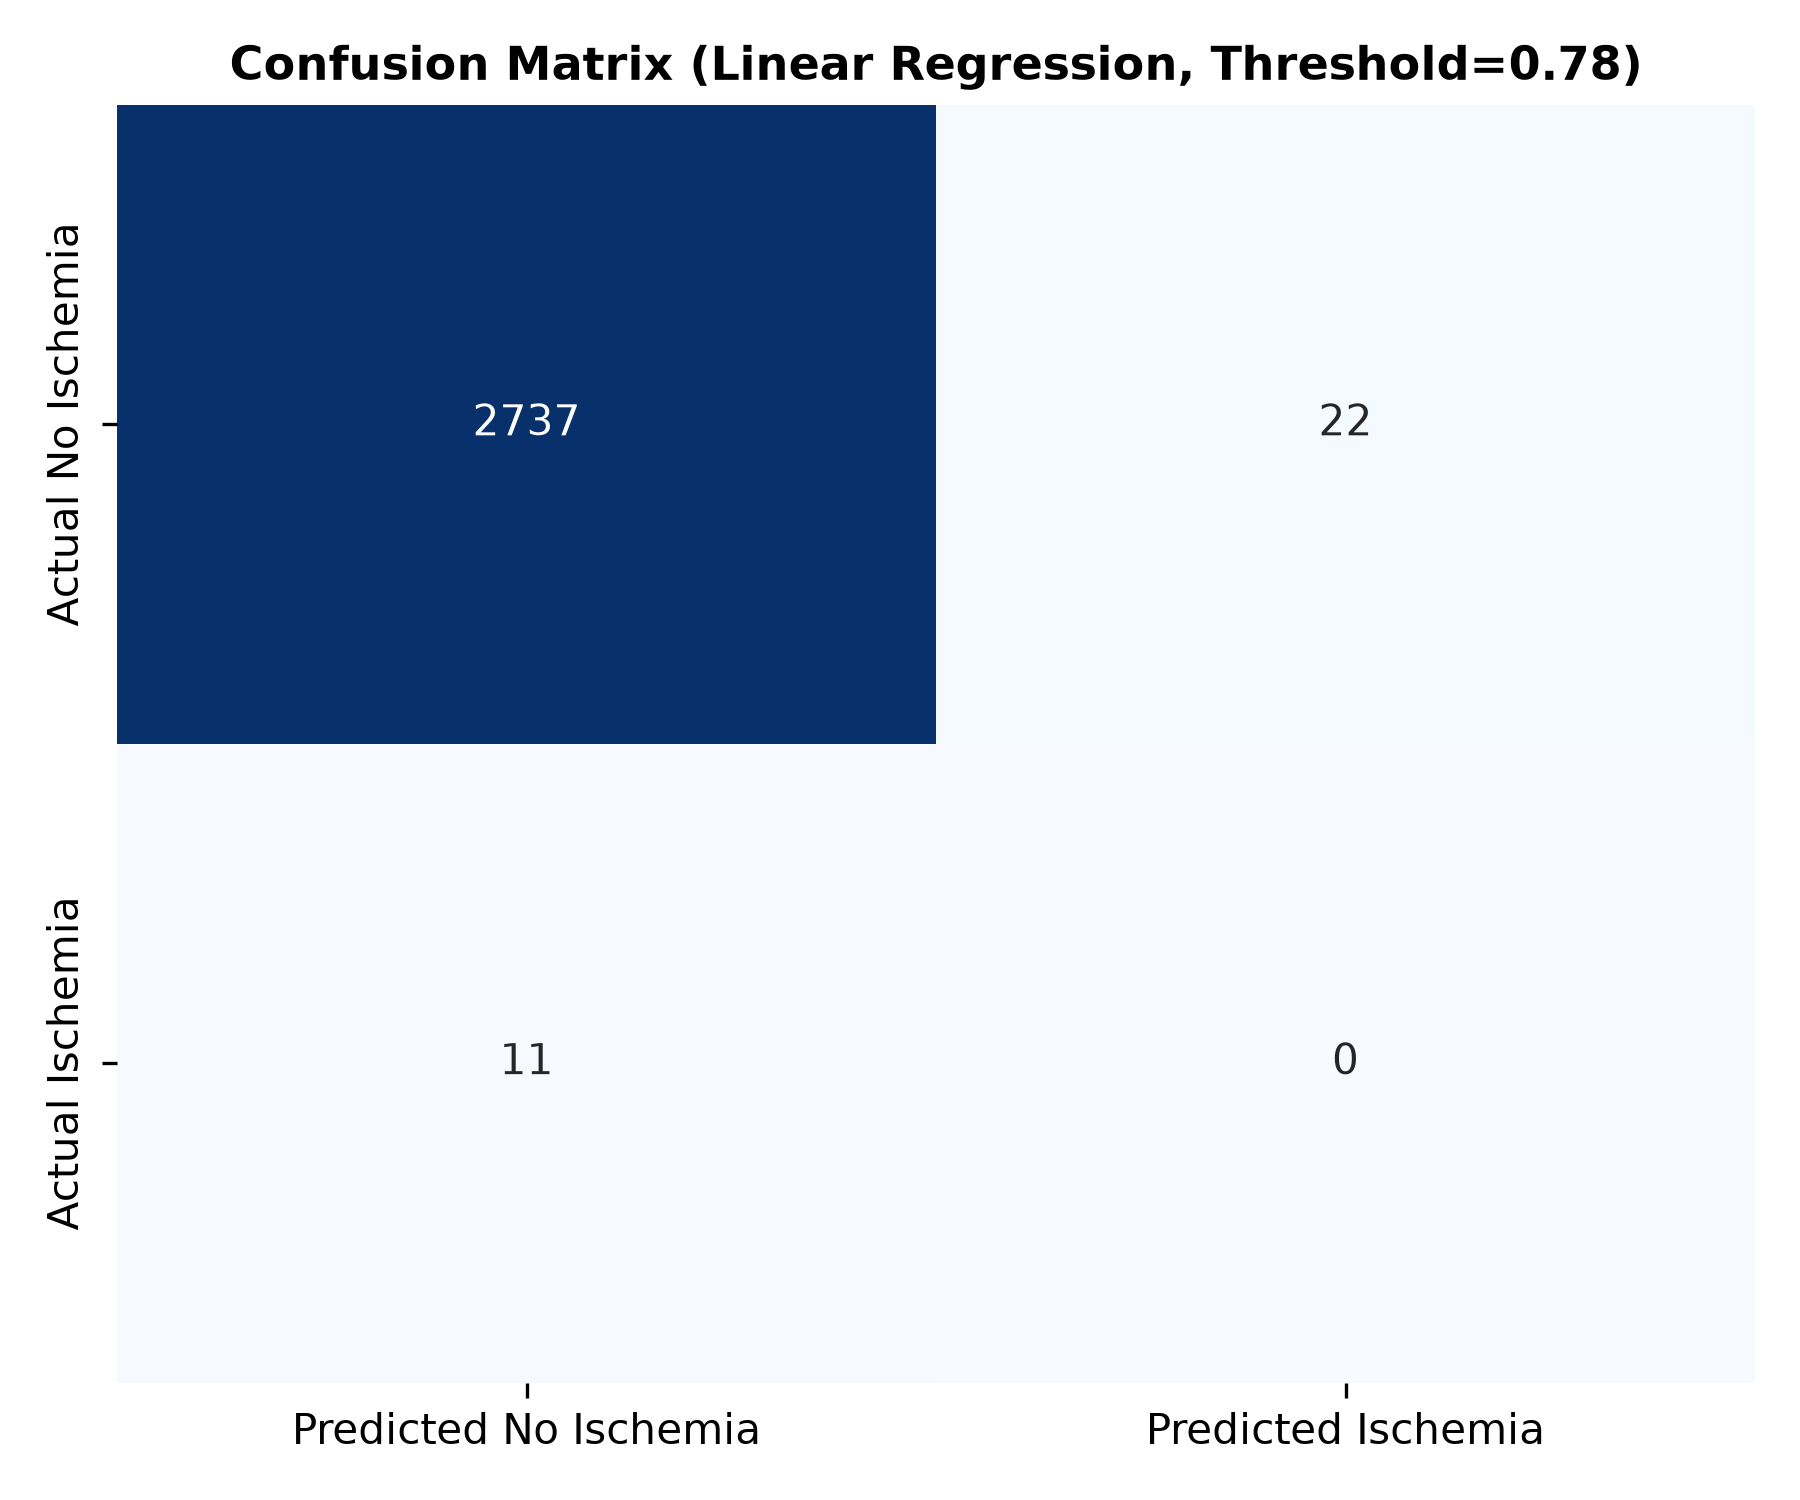 Confusion Matrix (Linear Regression, Threshold=0.78)
Actual No Ischemia
2737
22
Actual Ischemia
11
0
Predicted No Ischemia
Predicted Ischemia